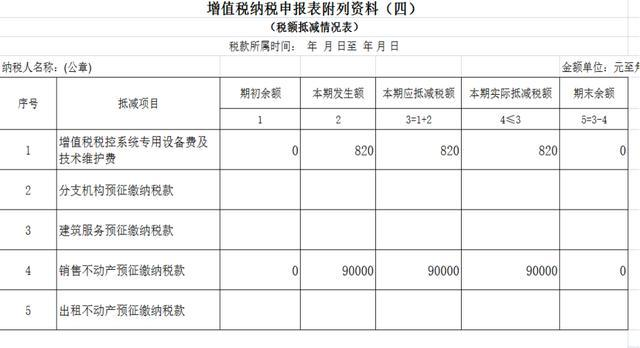 增值税纳税申报表附列资料（四）
（税额抵减情况表）
税款所属时间： 年 月 日至 年 月 日
纳税人名称：(公章) 金额单位：元至角
序号 抵减项目 期初余额 本期发生额 本期应抵减税额 本期实际抵减税额 期末余额
1 2 3=1+2 4≤3 5=3-4
1 增值税税控系统专用设备费及技术维护费 0 820 820 820 0
2 分支机构预征缴纳税款
3 建筑服务预征缴纳税款
4 销售不动产预征缴纳税款 0 90000 90000 90000 0
5 出租不动产预征缴纳税款